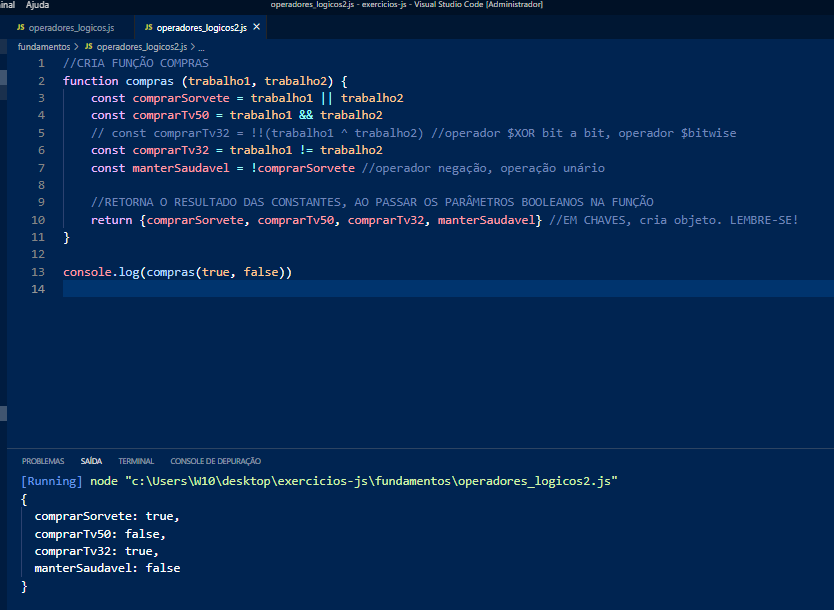 inal Ajuda operadores_logicos2.js - exercicios-js - Visual Studio Code [Administrador]
JS operadores_logicos.js JS operadores_logicos2.js ×
fundamentos > JS operadores_logicos2.js > ...
1 //CRIA FUNÇÃO COMPRAS
2 function compras (trabalho1, trabalho2) {
3 const comprarSorvete = trabalho1 || trabalho2
4 const comprarTv50 = trabalho1 && trabalho2
5 // const comprarTv32 = !!(trabalho1 ^ trabalho2) //operador $XOR bit a bit, operador $bitwise
6 const comprarTv32 = trabalho1 != trabalho2
7 const manterSaudavel = !comprarSorvete //operador negação, operação unário
8
9 //RETORNA O RESULTADO DAS CONSTANTES, AO PASSAR OS PARÂMETROS BOOLEANOS NA FUNÇÃO
10 return {comprarSorvete, comprarTv50, comprarTv32, manterSaudavel} //EM CHAVES, cria objeto. LEMBRE-SE!
11 }
12
13 console.log(compras(true, false))
14
PROBLEMAS SAÍDA TERMINAL CONSOLE DE DEPURAÇÃO
[Running] node "c:\Users\W10\desktop\exercicios-js\fundamentos\operadores_logicos2.js"
{
comprarSorvete: true,
comprarTv50: false,
comprarTv32: true,
manterSaudavel: false
}